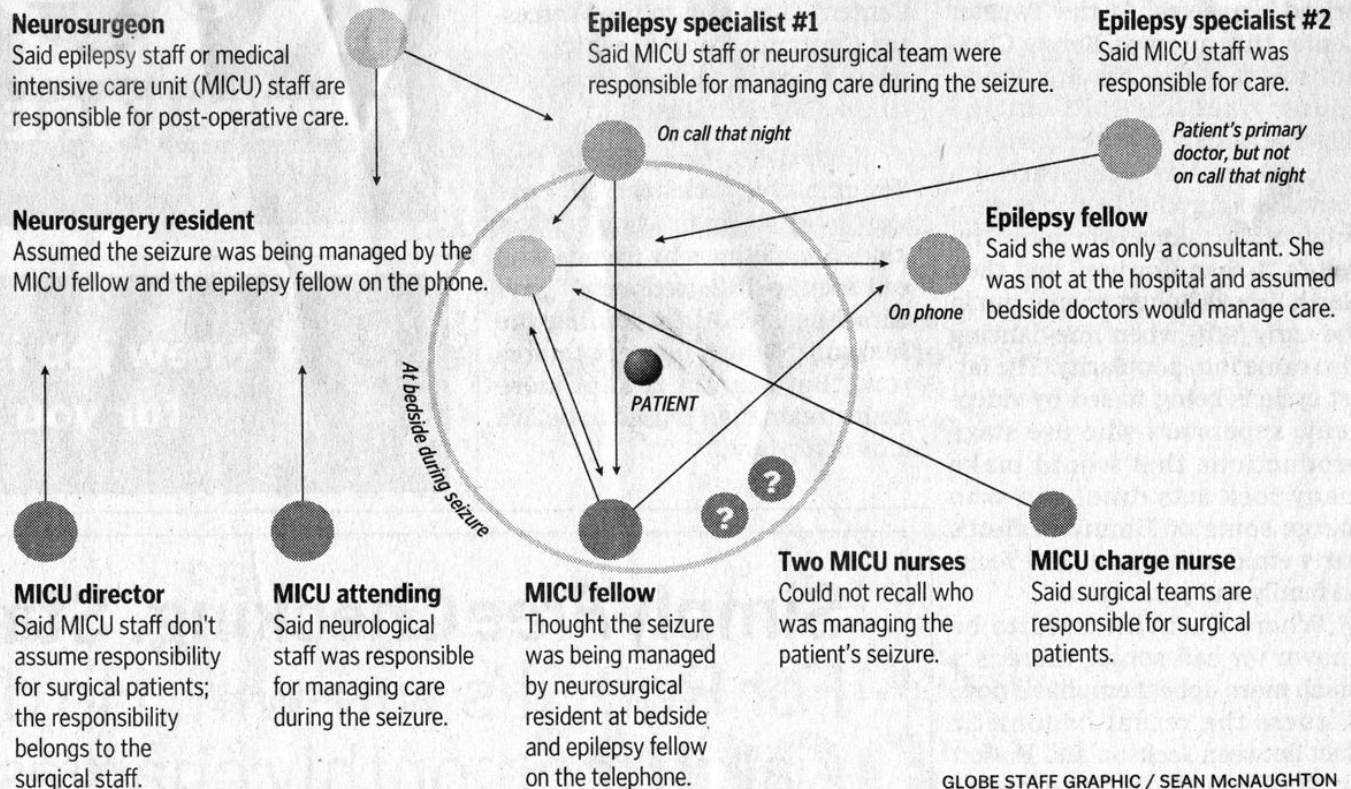 Neurosurgeon
Said epilepsy staff or medical
intensive care unit (MICU) staff are
responsible for post-operative care.
Epilepsy specialist #1
Said MICU staff or neurosurgical team were
responsible for managing care during the seizure.
Epilepsy specialist #2
Said MICU staff was
responsible for care.
On call that night
Patient's primary
doctor, but not
on call that night
Neurosurgery resident
Assumed the seizure was being managed by the
MICU fellow and the epilepsy fellow on the phone.
Epilepsy fellow
Said she was only a consultant. She
was not at the hospital and assumed
bedside doctors would manage care.
On phone
At bedside during seizure
PATIENT
?
?
MICU director
Said MICU staff don't
assume responsibility
for surgical patients;
the responsibility
belongs to the
surgical staff.
MICU attending
Said neurological
staff was responsible
for managing care
during the seizure.
MICU fellow
Thought the seizure
was being managed
by neurosurgical
resident at bedside
and epilepsy fellow
on the telephone.
Two MICU nurses
Could not recall who
was managing the
patient's seizure.
MICU charge nurse
Said surgical teams are
responsible for surgical
patients.
GLOBE STAFF GRAPHIC / SEAN McNAUGHTON